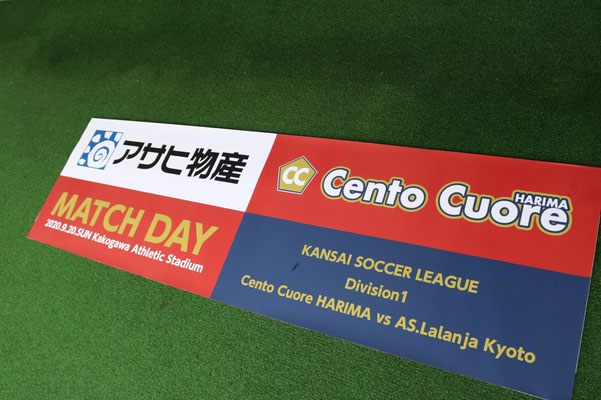 アサヒ物産
MATCH DAY
2020.9.20.SUN Kakogawa Athletic Stadium
CC
Cento Cuore
HARIMA
KANSAI SOCCER LEAGUE
Division1
Cento Cuore HARIMA vs AS.Lalanja Kyoto